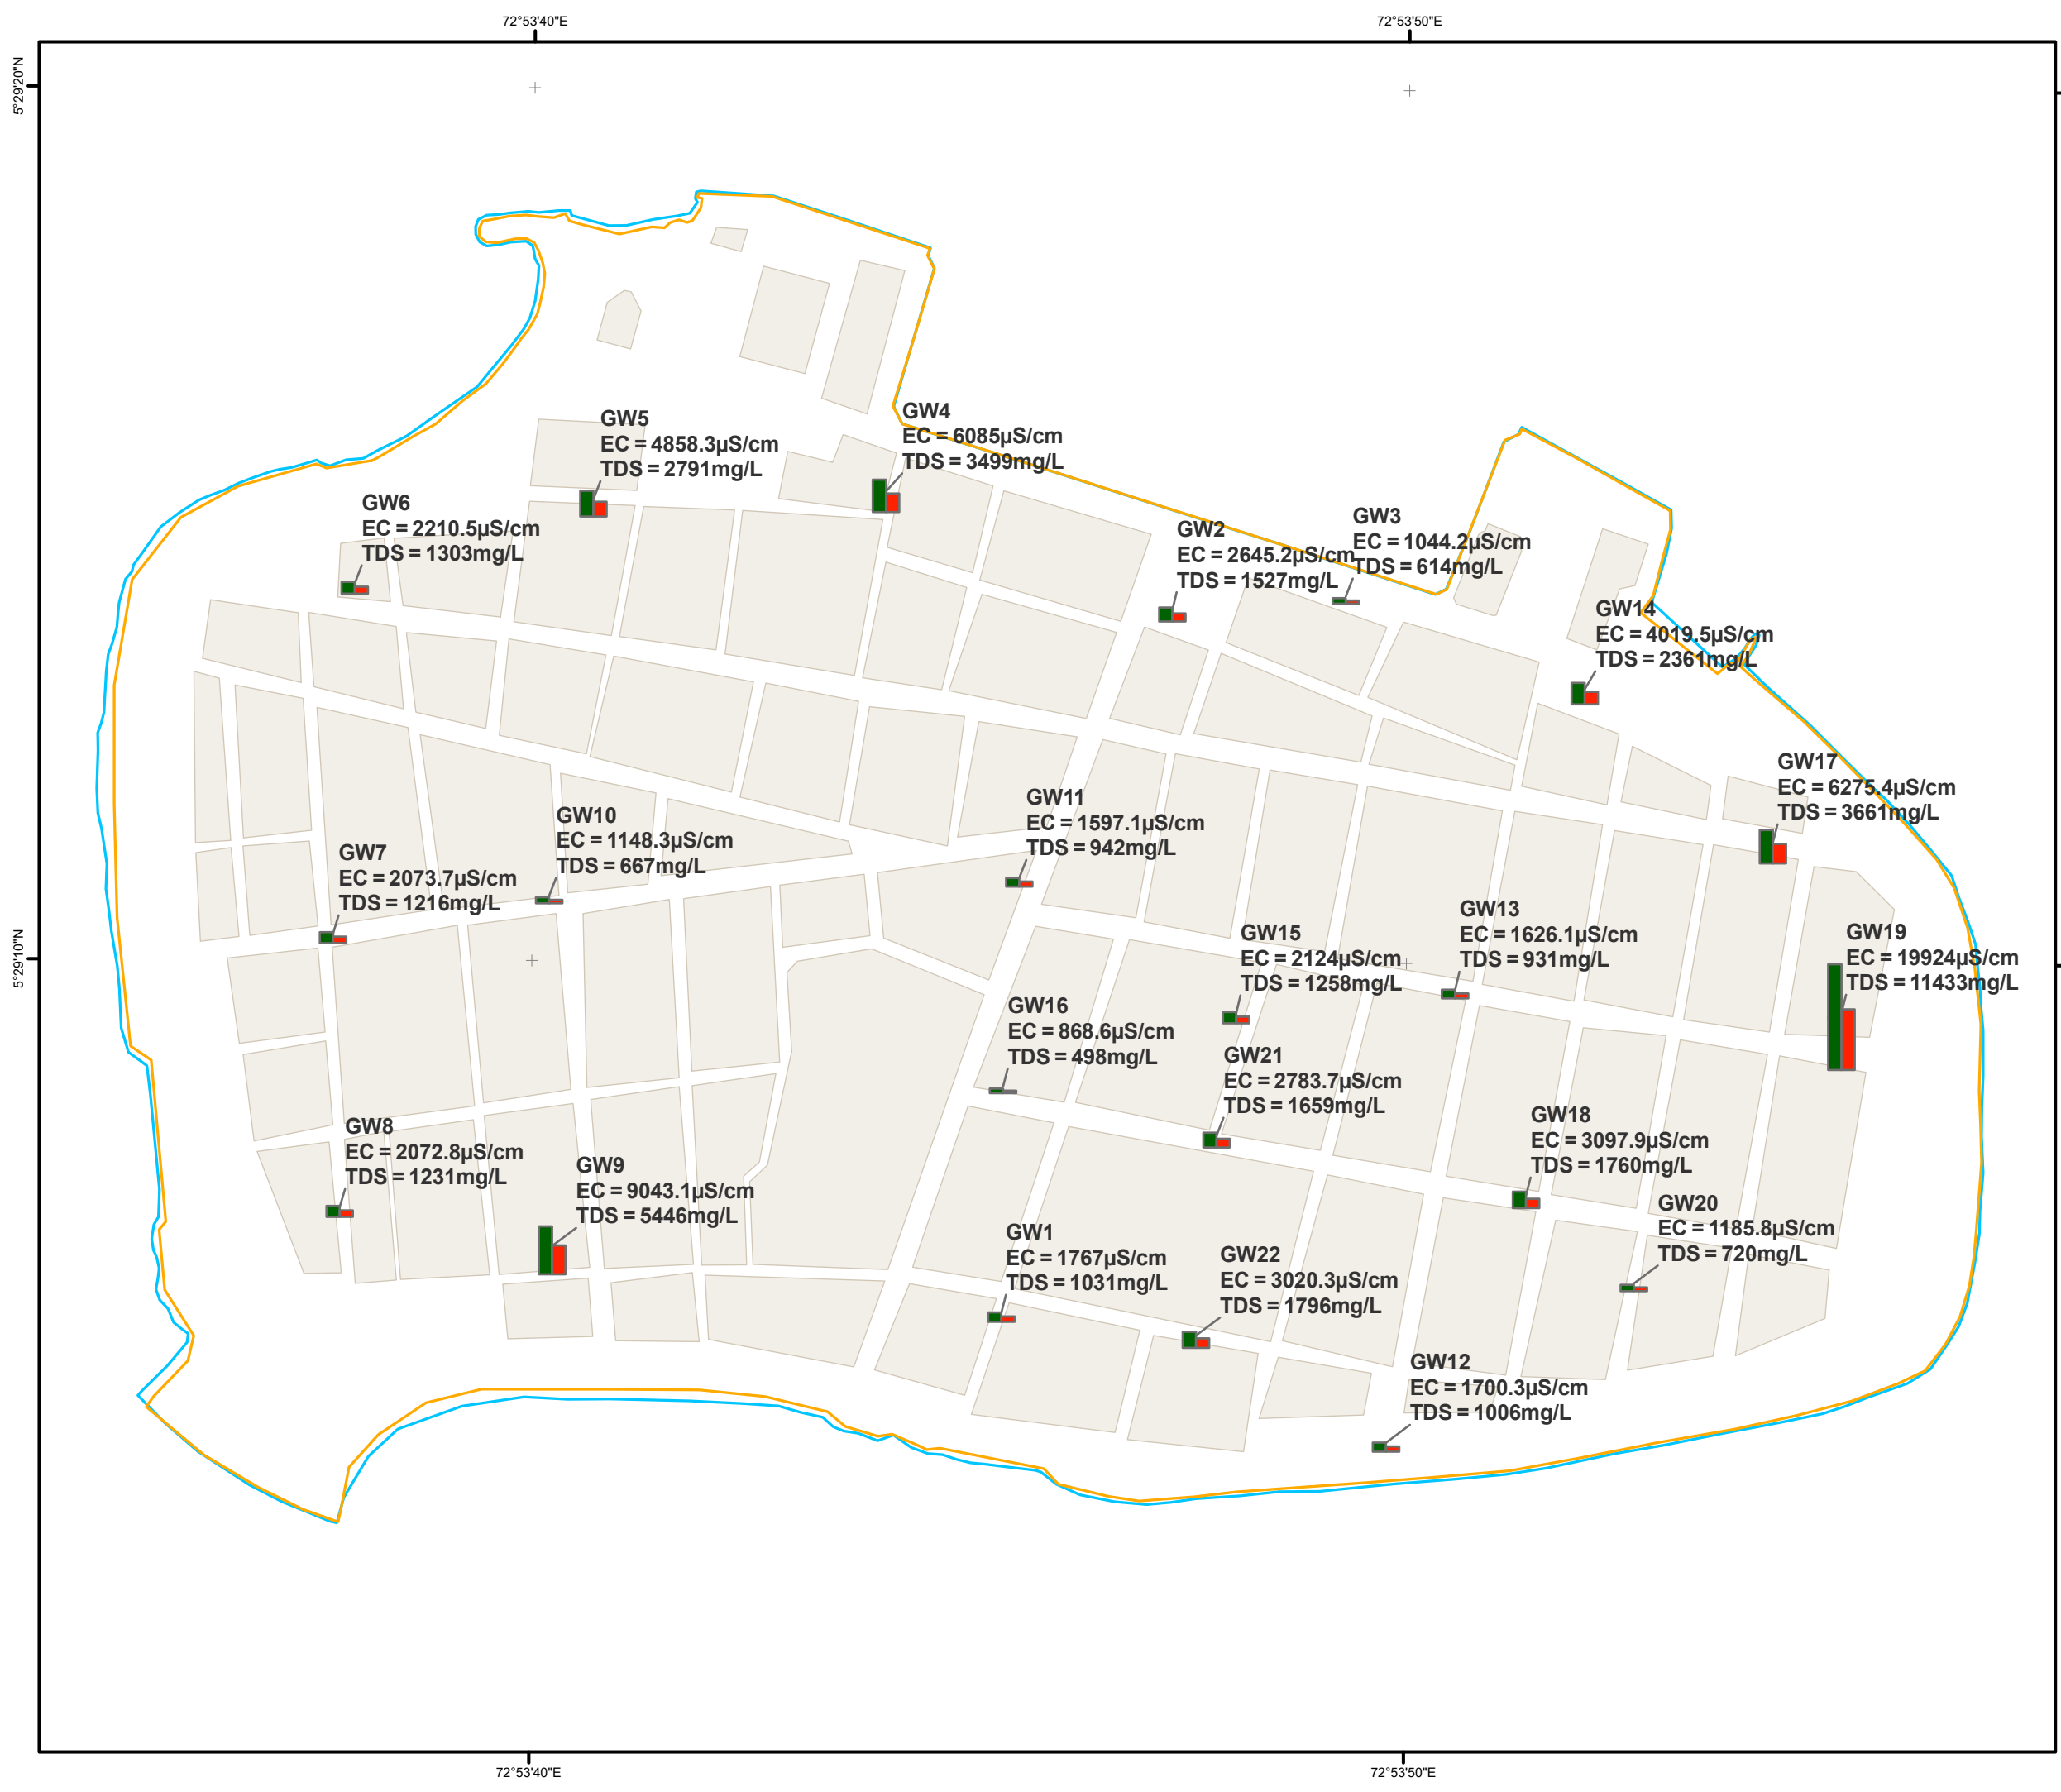 72°53'40"E
72°53'50"E
5°29'20"N
GW5
EC = 4858.3µS/cm
TDS = 2791mg/L
GW4
EC = 6085µS/cm
TDS = 3499mg/L
GW6
EC = 2210.5µS/cm
TDS = 1303mg/L
GW2
EC = 2645.2µS/cm
TDS = 1527mg/L
GW3
EC = 1044.2µS/cm
TDS = 614mg/L
GW14
EC = 4019.5µS/cm
TDS = 2361mg/L
GW17
EC = 6275.4µS/cm
TDS = 3661mg/L
GW11
EC = 1597.1µS/cm
TDS = 942mg/L
GW10
EC = 1148.3µS/cm
TDS = 667mg/L
GW7
EC = 2073.7µS/cm
TDS = 1216mg/L
GW13
EC = 1626.1µS/cm
TDS = 931mg/L
GW15
EC = 2124µS/cm
TDS = 1258mg/L
GW19
EC = 19924µS/cm
TDS = 11433mg/L
5°29'10"N
GW16
EC = 868.6µS/cm
TDS = 498mg/L
GW21
EC = 2783.7µS/cm
TDS = 1659mg/L
GW18
EC = 3097.9µS/cm
TDS = 1760mg/L
GW8
EC = 2072.8µS/cm
TDS = 1231mg/L
GW9
EC = 9043.1µS/cm
TDS = 5446mg/L
GW20
EC = 1185.8µS/cm
TDS = 720mg/L
GW1
EC = 1767µS/cm
TDS = 1031mg/L
GW22
EC = 3020.3µS/cm
TDS = 1796mg/L
GW12
EC = 1700.3µS/cm
TDS = 1006mg/L
72°53'40"E
72°53'50"E